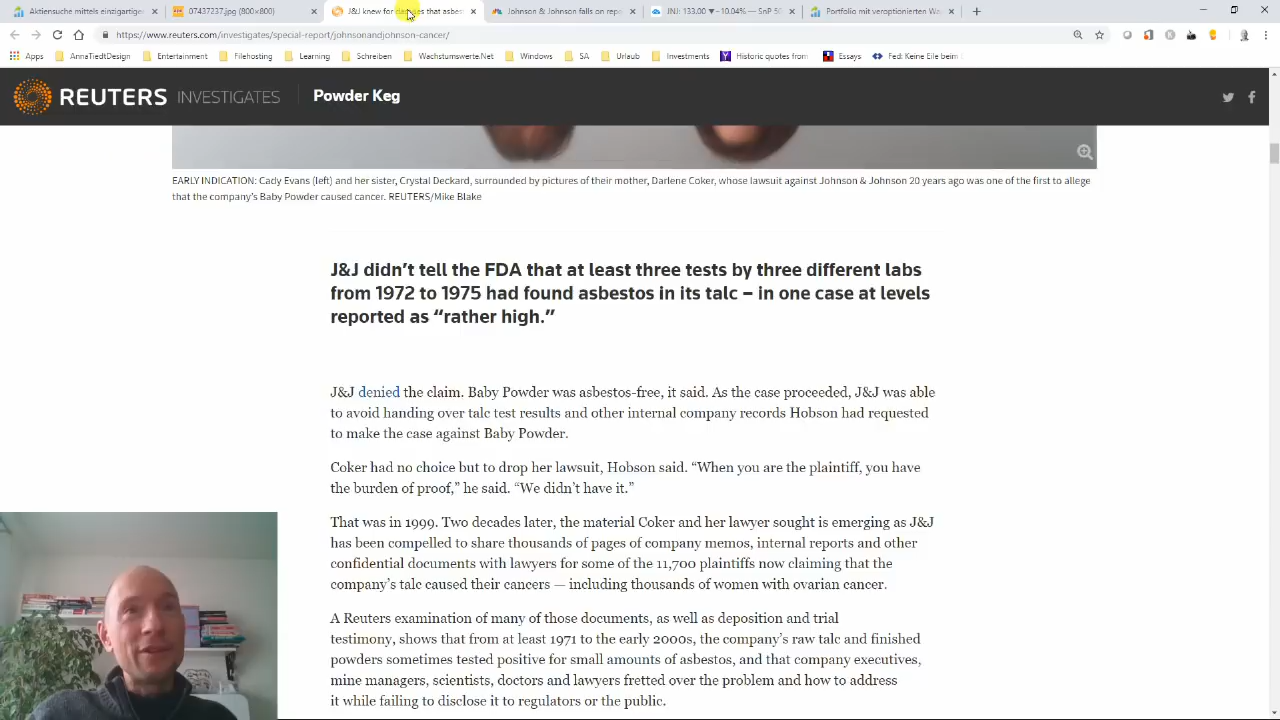 Aktiensuche mittels einzigartiger
07437237.jpg (800×800)
J&J knew for decades that asbest
Johnson & Johnson falls on repo
JNJ: 133.00 ▼−10.04% — SnP 50
Portfolio mit veroptionierten Wa
https://www.reuters.com/investigates/special-report/johnsonandjohnson-cancer/
Apps
AnnaTiedtDesign
Entertainment
Filehosting
Learning
Schreiben
Wachstumswerte.Net
Windows
SA
Urlaub
Investments
Historic quotes from
Essays
Fed: Keine Eile beim
REUTERS INVESTIGATES
Powder Keg
EARLY INDICATION: Cady Evans (left) and her sister, Crystal Deckard, surrounded by pictures of their mother, Darlene Coker, whose lawsuit against Johnson & Johnson 20 years ago was one of the first to allege
that the company's Baby Powder caused cancer. REUTERS/Mike Blake
J&J didn't tell the FDA that at least three tests by three different labs
from 1972 to 1975 had found asbestos in its talc – in one case at levels
reported as “rather high.”
J&J denied the claim. Baby Powder was asbestos-free, it said. As the case proceeded, J&J was able
to avoid handing over talc test results and other internal company records Hobson had requested
to make the case against Baby Powder.
Coker had no choice but to drop her lawsuit, Hobson said. “When you are the plaintiff, you have
the burden of proof,” he said. “We didn't have it.”
That was in 1999. Two decades later, the material Coker and her lawyer sought is emerging as J&J
has been compelled to share thousands of pages of company memos, internal reports and other
confidential documents with lawyers for some of the 11,700 plaintiffs now claiming that the
company's talc caused their cancers — including thousands of women with ovarian cancer.
A Reuters examination of many of those documents, as well as deposition and trial
testimony, shows that from at least 1971 to the early 2000s, the company's raw talc and finished
powders sometimes tested positive for small amounts of asbestos, and that company executives,
mine managers, scientists, doctors and lawyers fretted over the problem and how to address
it while failing to disclose it to regulators or the public.